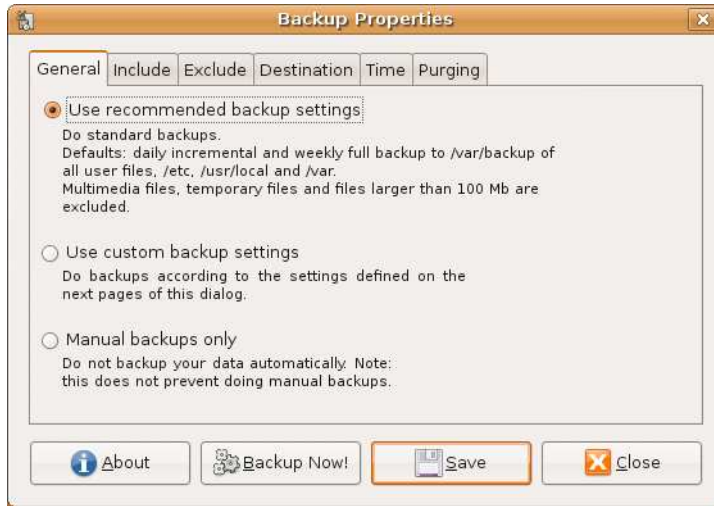 Backup Properties
General Include Exclude Destination Time Purging
Use recommended backup settings
Do standard backups.
Defaults: daily incremental and weekly full backup to /var/backup of
all user files, /etc, /usr/local and /var.
Multimedia files, temporary files and files larger than 100 Mb are
excluded.
Use custom backup settings
Do backups according to the settings defined on the
next pages of this dialog.
Manual backups only
Do not backup your data automatically. Note:
this does not prevent doing manual backups.
About Backup Now! Save Close